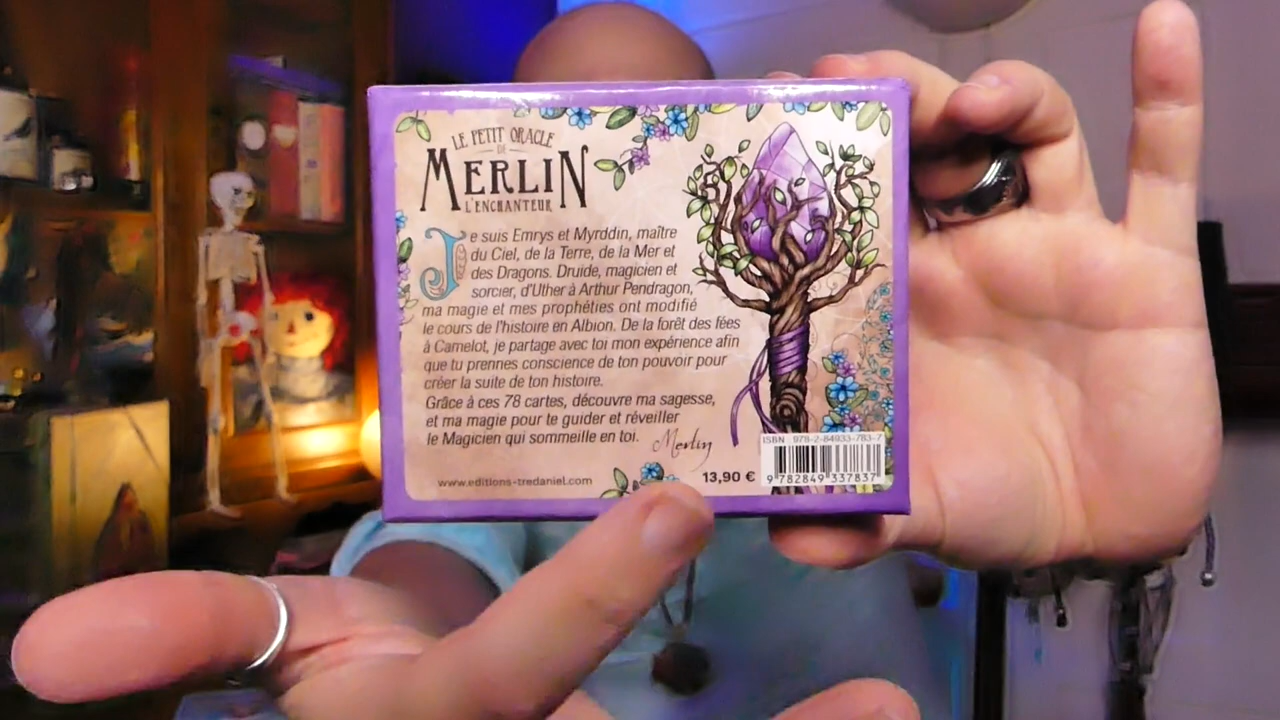 LE PETIT ORACLE
DE
MERLIN
L'ENCHANTEUR
Je suis Emrys et Myrddin, maître
du Ciel, de la Terre, de la Mer et
des Dragons. Druide, magicien et
sorcier, d'Uther à Arthur Pendragon,
ma magie et mes prophéties ont modifié
le cours de l'histoire en Albion. De la forêt des fées
à Camelot, je partage avec toi mon expérience afin
que tu prennes conscience de ton pouvoir pour
créer la suite de ton histoire.
Grâce à ces 78 cartes, découvre ma sagesse,
et ma magie pour te guider et réveiller
le Magicien qui sommeille en toi.
Merlin
www.editions-tredaniel.com
13,90 €
ISBN : 978-2-84933-783-7
9 782849 337837